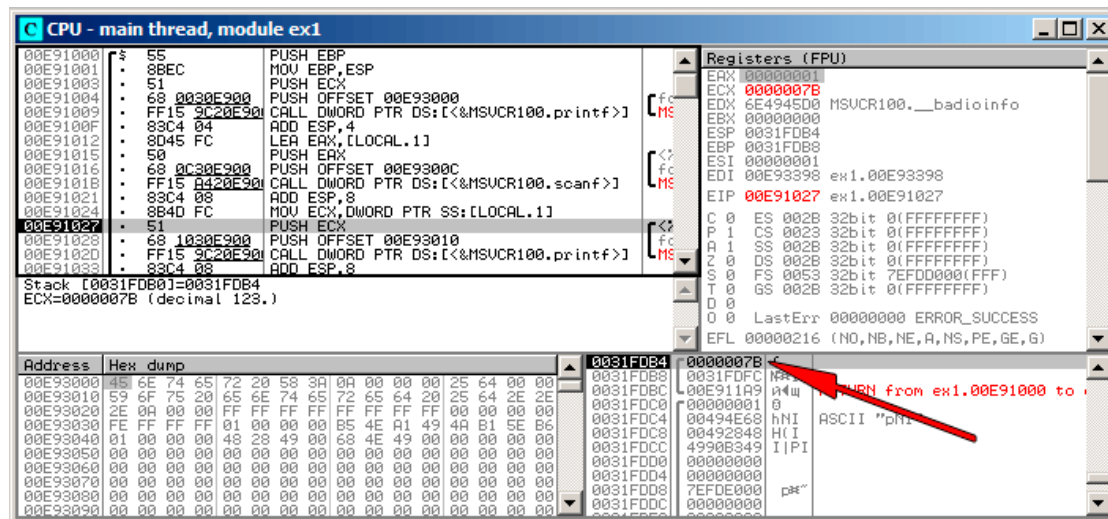 C CPU - main thread, module ex1
00E91000 $ 55 PUSH EBP
00E91001 . 8BEC MOV EBP,ESP
00E91003 . 51 PUSH ECX
00E91004 . 68 0030E900 PUSH OFFSET 00E93000
00E91009 . FF15 9C20E90 CALL DWORD PTR DS:[<&MSVCR100.printf>]
00E9100F . 83C4 04 ADD ESP,4
00E91012 . 8D45 FC LEA EAX,[LOCAL.1]
00E91015 . 50 PUSH EAX
00E91016 . 68 0C30E900 PUSH OFFSET 00E9300C
00E9101B . FF15 A420E90 CALL DWORD PTR DS:[<&MSVCR100.scanf>]
00E91021 . 83C4 08 ADD ESP,8
00E91024 . 8B4D FC MOV ECX,DWORD PTR SS:[LOCAL.1]
00E91027 . 51 PUSH ECX
00E91028 . 68 1030E900 PUSH OFFSET 00E93010
00E9102D . FF15 9C20E90 CALL DWORD PTR DS:[<&MSVCR100.printf>]
00E91033 . 83C4 08 ADD ESP,8
Stack [0031FDB0]=0031FDB4
ECX=0000007B (decimal 123.)
Registers (FPU)
EAX 00000001
ECX 0000007B
EDX 6E4945D0 MSVCR100.__badioinfo
EBX 00000000
ESP 0031FDB4
EBP 0031FDB8
ESI 00000001
EDI 00E93398 ex1.00E93398
EIP 00E91027 ex1.00E91027
C 0 ES 002B 32bit 0(FFFFFFFF)
P 1 CS 0023 32bit 0(FFFFFFFF)
A 1 SS 002B 32bit 0(FFFFFFFF)
Z 0 DS 002B 32bit 0(FFFFFFFF)
S 0 FS 0053 32bit 7EFDD000(FFF)
T 0 GS 002B 32bit 0(FFFFFFFF)
D 0
O 0 LastErr 00000000 ERROR_SUCCESS
EFL 00000216 (NO,NB,NE,A,NS,PE,GE,G)
Address Hex dump
00E93000 45 6E 74 65 72 20 58 3A 0A 00 00 00 25 64 00 00
00E93010 59 6F 75 20 65 6E 74 65 72 65 64 20 25 64 2E 2E
00E93020 2E 0A 00 00 FF FF FF FF FF FF FF FF 00 00 00 00
00E93030 FE FF FF FF 01 00 00 00 B5 4E A1 49 4A B1 5E B6
00E93040 01 00 00 00 48 28 49 00 68 4E 49 00 00 00 00 00
00E93050 00 00 00 00 00 00 00 00 00 00 00 00 00 00 00 00
00E93060 00 00 00 00 00 00 00 00 00 00 00 00 00 00 00 00
00E93070 00 00 00 00 00 00 00 00 00 00 00 00 00 00 00 00
00E93080 00 00 00 00 00 00 00 00 00 00 00 00 00 00 00 00
00E93090 00 00 00 00 00 00 00 00 00 00 00 00 00 00 00 00
0031FDB4 0000007B {
0031FDB8 0031FDFC
0031FDBC 00E911A9 RETURN from ex1.00E91000 to
0031FDC0 00000001
0031FDC4 00494E68 hNI ASCII "pNI"
0031FDC8 00492848 H(I
0031FDCC 4990B349 I|PI
0031FDD0 00000000
0031FDD4 00000000
0031FDD8 7EFDE000
0031FDDC 00000000